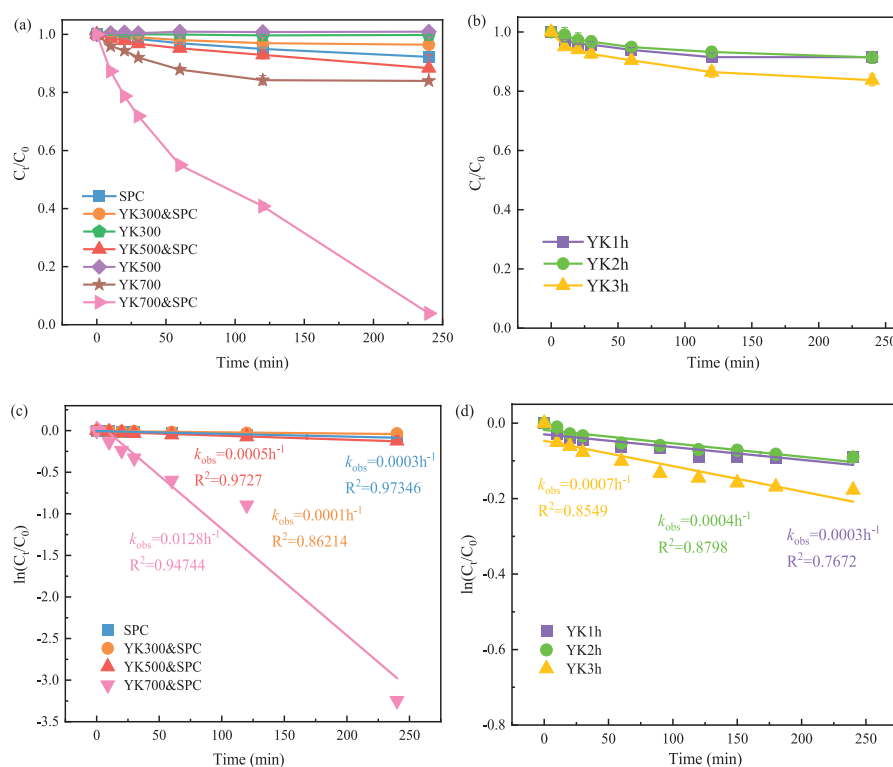 (a)
1.0
0.8
0.6
0.4
0.2
0.0
C_t/C_0
SPC
YK300&SPC
YK300
YK500&SPC
YK500
YK700
YK700&SPC
0 50 100 150 200 250
Time (min)
(b)
1.0
0.8
0.6
0.4
0.2
0.0
C_t/C_0
YK1h
YK2h
YK3h
0 50 100 150 200 250
Time (min)
(c)
0.0
-0.5
-1.0
-1.5
-2.0
-2.5
-3.0
-3.5
ln(C_t/C_0)
k_obs=0.0005h⁻¹
R²=0.9727
k_obs=0.0003h⁻¹
R²=0.97346
k_obs=0.0001h⁻¹
R²=0.86214
k_obs=0.0128h⁻¹
R²=0.94744
SPC
YK300&SPC
YK500&SPC
YK700&SPC
0 50 100 150 200 250
Time (min)
(d)
0.0
-0.2
-0.4
-0.6
-0.8
ln(C_t/C_0)
k_obs=0.0007h⁻¹
R²=0.8549
k_obs=0.0004h⁻¹
R²=0.8798
k_obs=0.0003h⁻¹
R²=0.7672
YK1h
YK2h
YK3h
0 50 100 150 200 250
Time (min)